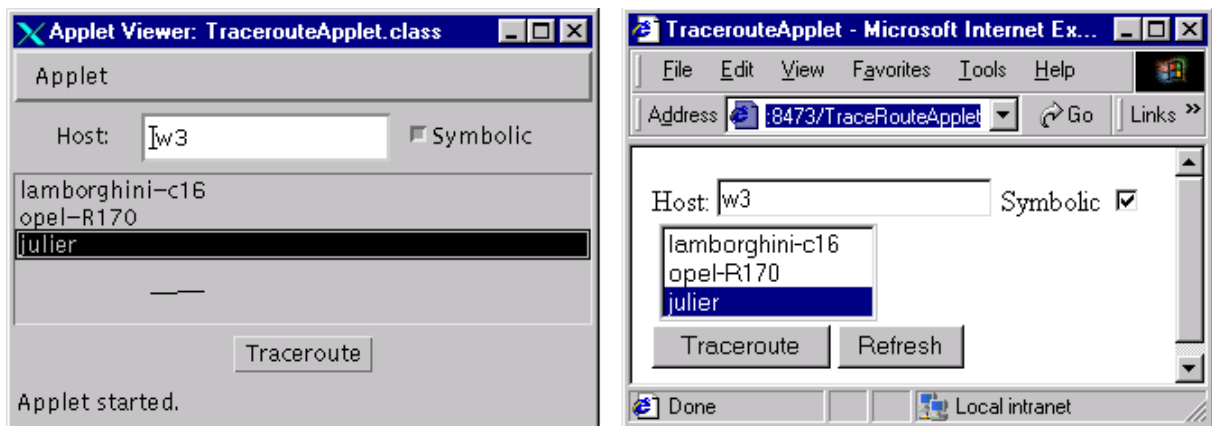 Applet Viewer: TracerouteApplet.class
Applet
Host: w3 Symbolic
lamborghini-c16
opel-R170
julier
Traceroute
Applet started.
TracerouteApplet - Microsoft Internet Ex...
File Edit View Favorites Tools Help
Address :8473/TraceRouteApplet Go Links »
Host: w3 Symbolic
lamborghini-c16
opel-R170
julier
Traceroute Refresh
Done Local intranet